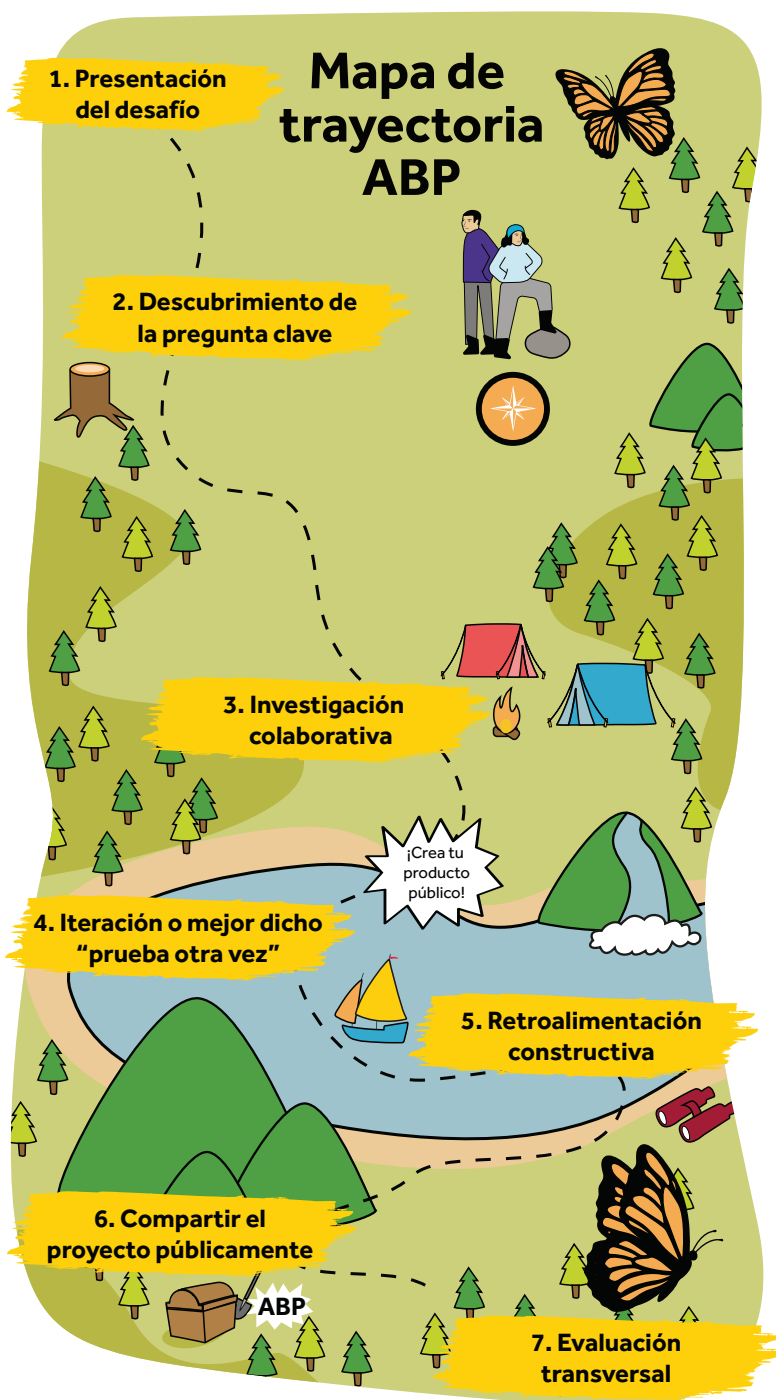 Mapa de
trayectoria
ABP
1. Presentación
del desafío
2. Descubrimiento de
la pregunta clave
3. Investigación
colaborativa
¡Crea tu
producto
público!
4. Iteración o mejor dicho
“prueba otra vez”
5. Retroalimentación
constructiva
6. Compartir el
proyecto públicamente
ABP
7. Evaluación
transversal